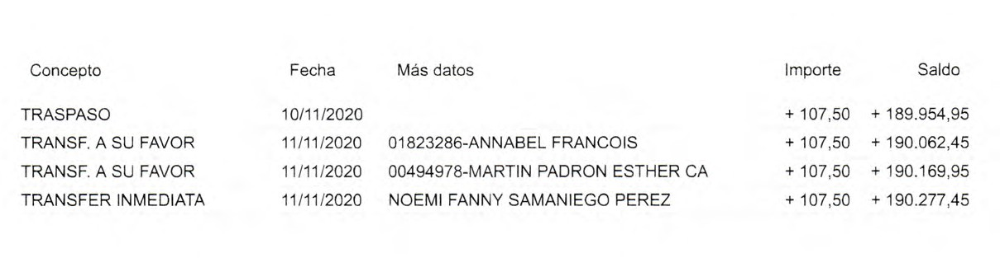 Concepto Fecha Más datos Importe Saldo
TRASPASO 10/11/2020 + 107,50 + 189.954,95
TRANSF. A SU FAVOR 11/11/2020 01823286-ANNABEL FRANCOIS + 107,50 + 190.062,45
TRANSF. A SU FAVOR 11/11/2020 00494978-MARTIN PADRON ESTHER CA + 107,50 + 190.169,95
TRANSFER INMEDIATA 11/11/2020 NOEMI FANNY SAMANIEGO PEREZ + 107,50 + 190.277,45